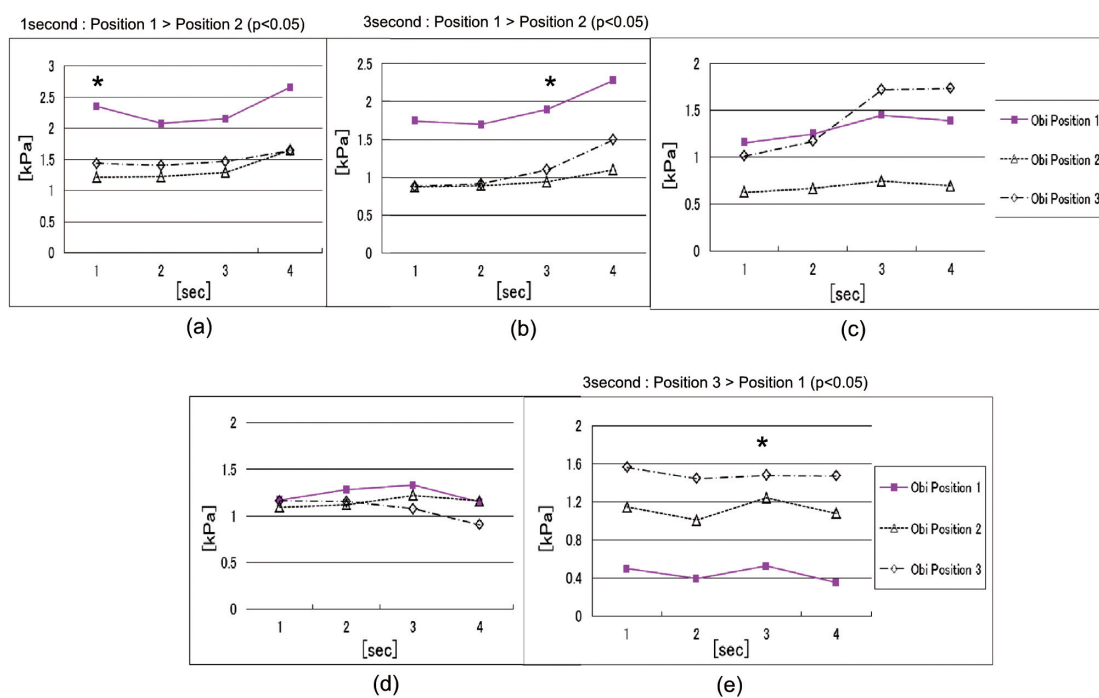 1second : Position 1 > Position 2 (p<0.05)
3second : Position 1 > Position 2 (p<0.05)
3
2.5
2
1.5
1
0.5
0
[kPa]
*
1 2 3 4
[sec]
(a)
2.5
2
1.5
1
0.5
0
[kPa]
*
1 2 3 4
[sec]
(b)
2
1.5
1
0.5
0
[kPa]
1 2 3 4
[sec]
(c)
Obi Position 1
Obi Position 2
Obi Position 3
2
1.5
1
0.5
0
[kPa]
1 2 3 4
[sec]
(d)
3second : Position 3 > Position 1 (p<0.05)
2
1.6
1.2
0.8
0.4
0
[kPa]
*
1 2 3 4
[sec]
(e)
Obi Position 1
Obi Position 2
Obi Position 3